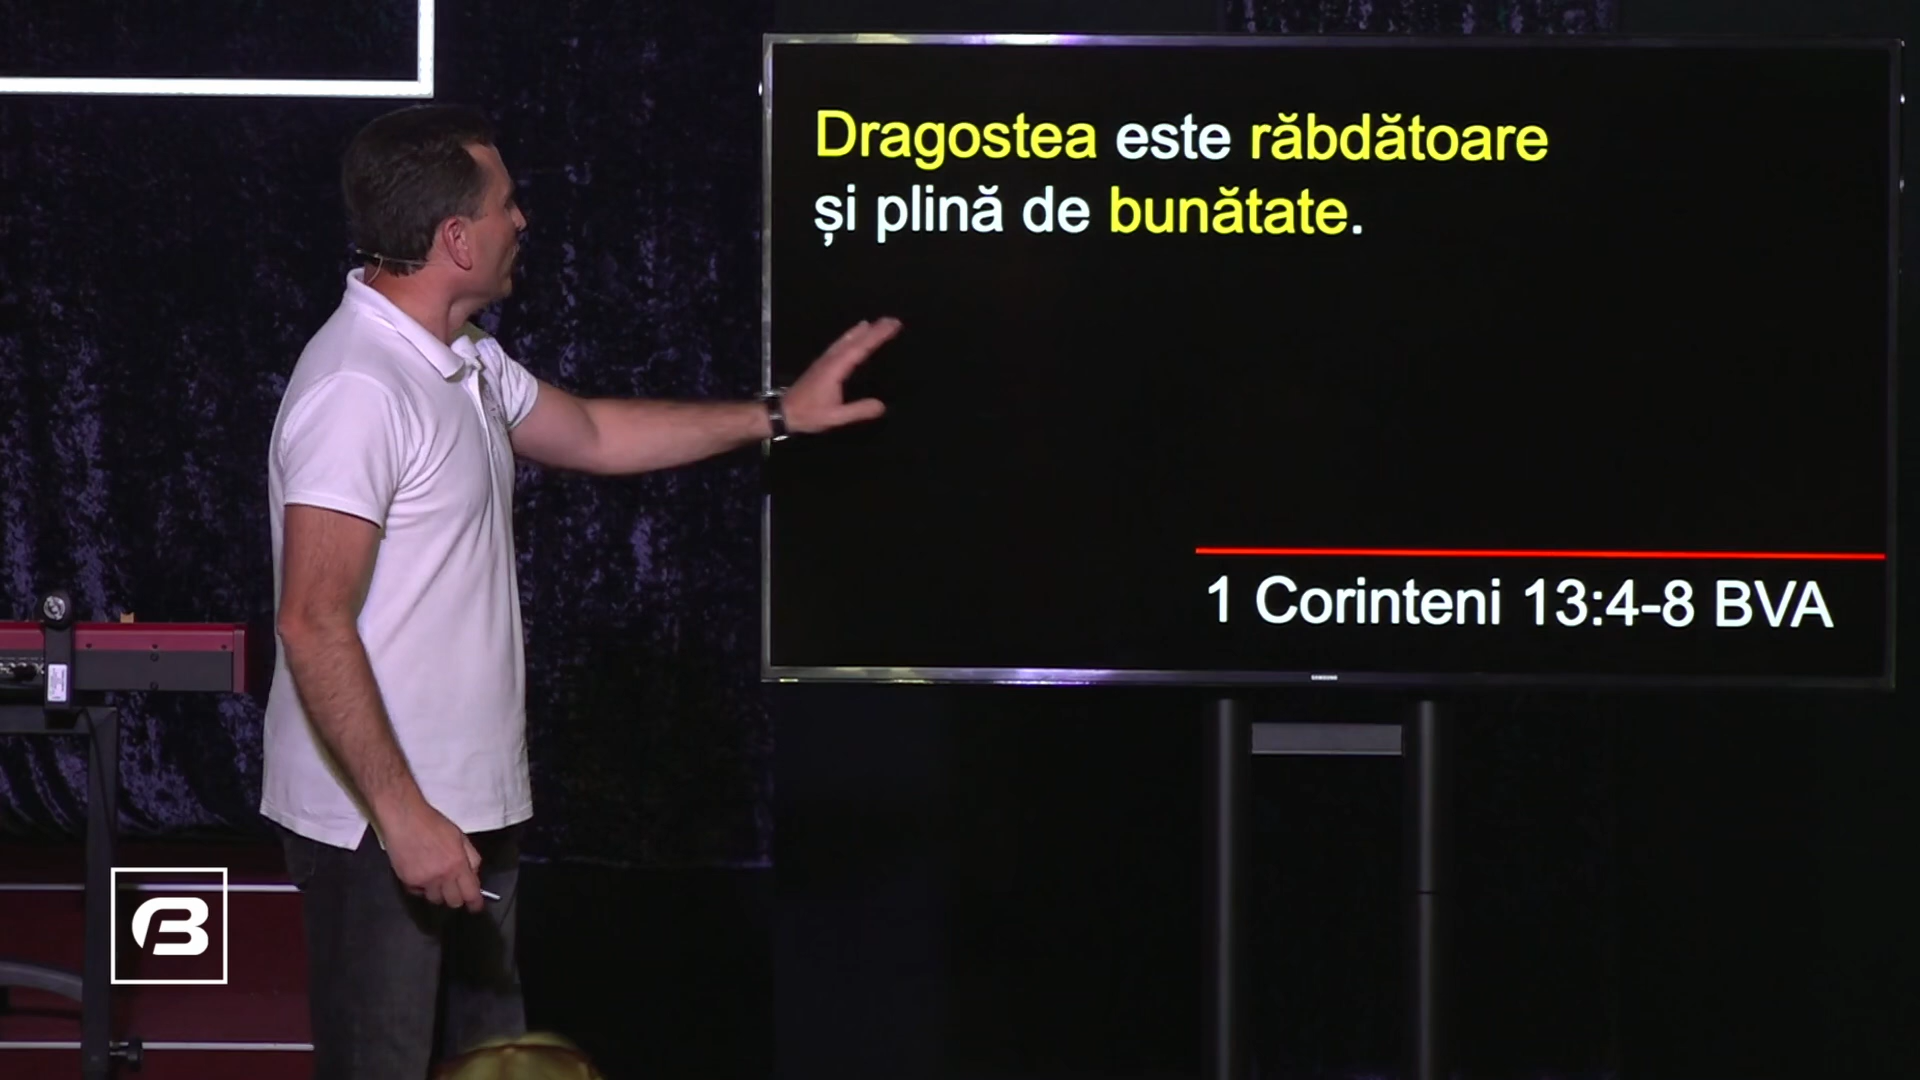 Dragostea este răbdătoare
și plină de bunătate.
1 Corinteni 13:4-8 BVA
B